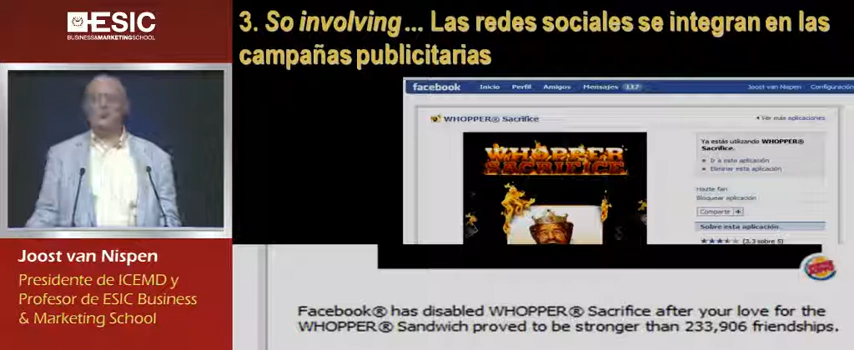 ESIC
BUSINESS&MARKETINGSCHOOL
3. So involving... Las redes sociales se integran en las
campañas publicitarias
facebook Inicio Perfil Amigos Mensajes 117 Joost van Nispen Configuración
WHOPPER® Sacrifice
Ver más aplicaciones
WHOPPER
SACRIFICE
Ya estás utilizando WHOPPER®
Sacrifice.
Ir a esta aplicación
Eliminar esta aplicación
Hazte fan
Bloquear aplicación
Compartir +
Sobre esta aplicación
(3.3 sobre 5)
Joost van Nispen
Presidente de ICEMD y
Profesor de ESIC Business
& Marketing School
BURGER
KING
Facebook® has disabled WHOPPER® Sacrifice after your love for the
WHOPPER® Sandwich proved to be stronger than 233,906 friendships.